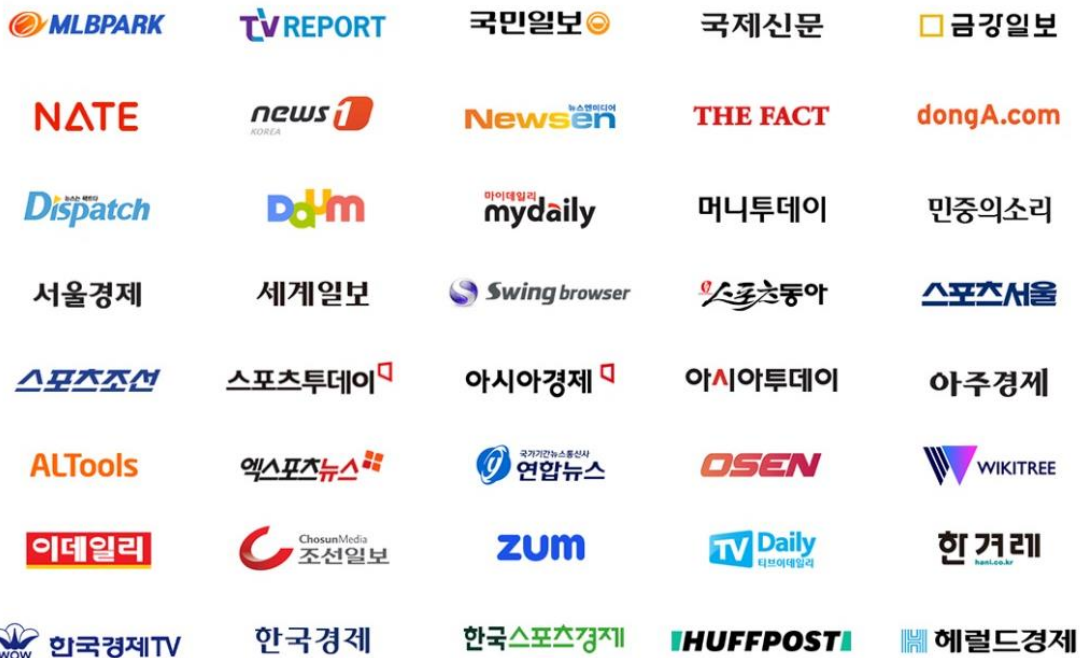 MLBPARK
TVREPORT
국민일보
국제신문
금강일보
NATE
news1
KOREA
뉴스엔미디어
Newsen
THE FACT
dongA.com
뉴스는 팩트다
Dispatch
Daum
마이데일리
mydaily
머니투데이
민중의소리
서울경제
세계일보
Swing browser
스포츠동아
스포츠서울
스포츠조선
스포츠투데이
아시아경제
아시아투데이
아주경제
ALTools
엑스포츠뉴스
국가기간뉴스통신사
연합뉴스
OSEN
WIKITREE
이데일리
ChosunMedia
조선일보
zum
TV Daily
티브이데일리
한겨레
hani.co.kr
WOW 한국경제TV
한국경제
한국스포츠경제
HUFFPOST
헤럴드경제